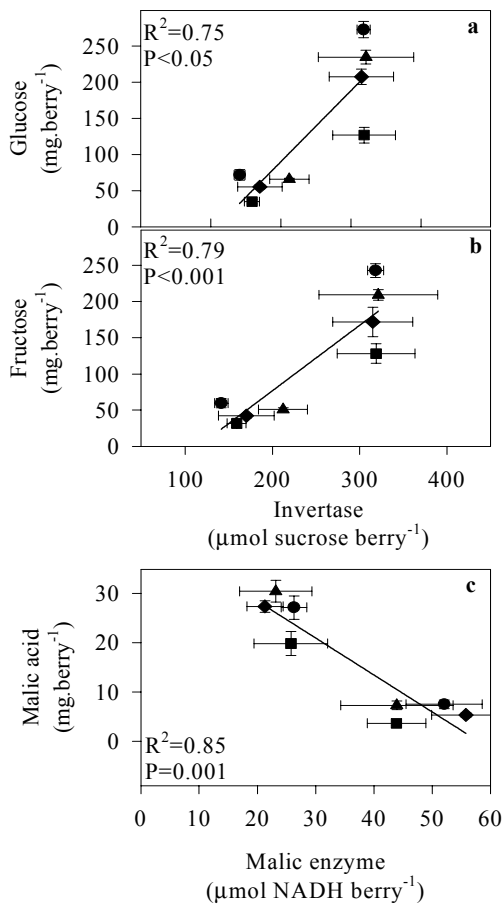 R²=0.75
P<0.05
a
250
200
150
100
50
0
Glucose
(mg.berry⁻¹)
R²=0.79
P<0.001
b
250
200
150
100
50
0
Fructose
(mg.berry⁻¹)
100 200 300 400
Invertase
(μmol sucrose berry⁻¹)
c
30
20
10
0
Malic acid
(mg.berry⁻¹)
R²=0.85
P=0.001
0 10 20 30 40 50 60
Malic enzyme
(μmol NADH berry⁻¹)